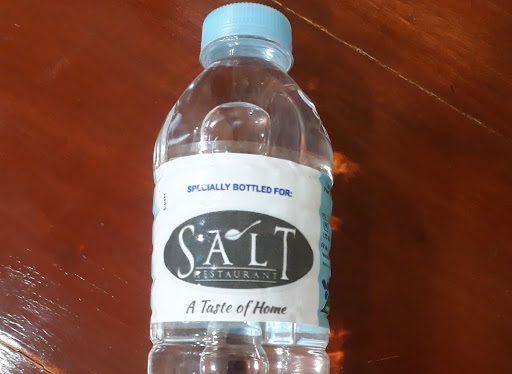 SPECIALLY BOTTLED FOR:
SALT
RESTAURANT
A Taste of Home